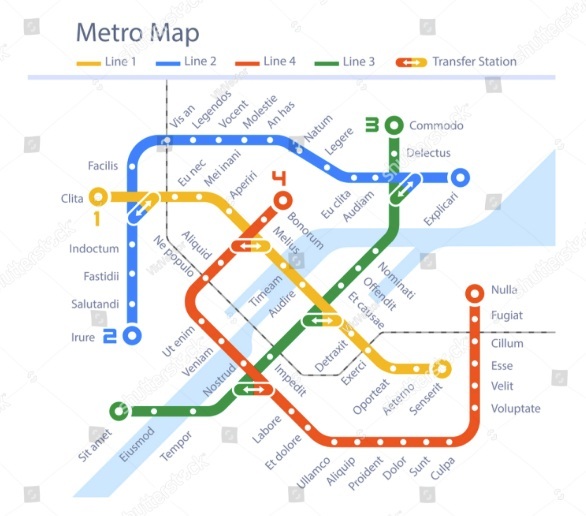 Metro Map
Line 1
Line 2
Line 4
Line 3
Transfer Station
Vis an
Legendos
Vocent
Molestie
An has
Natum
Legere
3
Commodo
Delectus
Facilis
Eu nec
Mei inani
Aperiri
4
Bonorum
Eu clita
Audiam
Explicari
Clita
1
Ne populo
Aliquid
Melius
Indoctum
Fastidii
Salutandi
Irure
2
Timeam
Audire
Et causae
Offendit
Nominati
Nulla
Fugiat
Cillum
Esse
Velit
Voluptate
Ut enim
Veniam
Nostrud
Impedit
Detraxit
Exerci
Oporteat
Aeterno
Senserit
Sit amet
Eiusmod
Tempor
Labore
Et dolore
Ullamco
Aliquip
Proident
Dolor
Sunt
Culpa